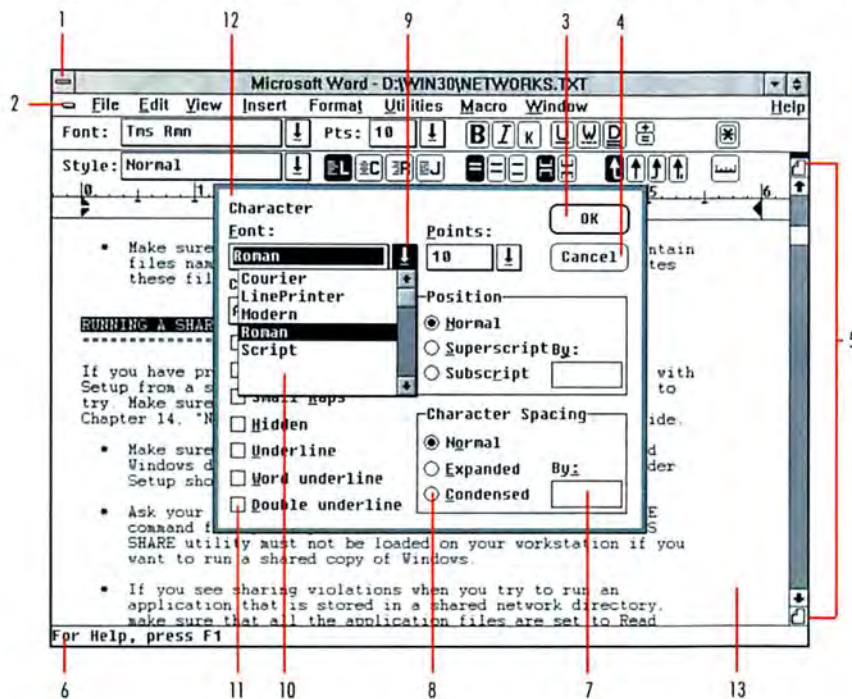 1 12 9 3 4
Microsoft Word - D:\WIN30\NETWORKS.TXT
2
File Edit View Insert Format Utilities Macro Window Help
Font: Tms Rmn Pts: 10 B I K U W D
Style: Normal L C R J
0 1 5 6
Character
Font: Points:
Roman 10
OK
Cancel
Courier
LinePrinter
Modern
Roman
Script
Position
Normal
Superscript By:
Subscript
Small Kaps
Hidden
Underline
Word underline
Double underline
Character Spacing
Normal
Expanded By:
Condensed
5
Make sure ntain
files nam tes
these fil
RUNNING A SHAR
If you have pr with
Setup from a s to
try. Make sure
Chapter 14, "N ide.
Make sure d
Windows d der
Setup sho
Ask your E
command f S
SHARE utility must not be loaded on your workstation if you
want to run a shared copy of Windows.
If you see sharing violations when you try to run an
application that is stored in a shared network directory,
make sure that all the application files are set to Read
For Help, press F1
6 11 10 8 7 13